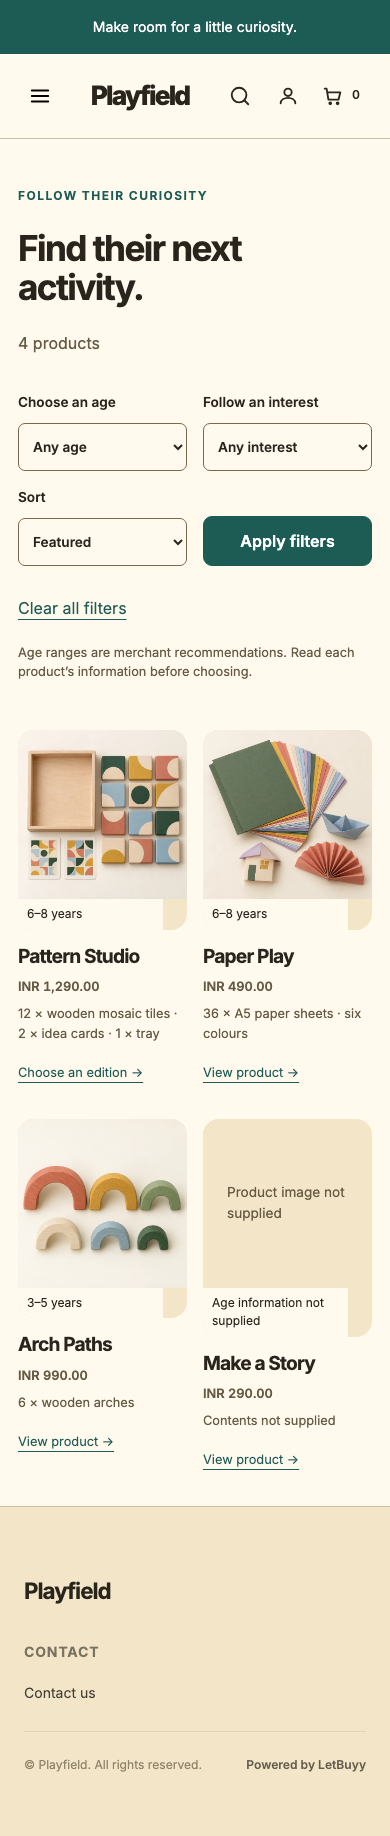 Make room for a little curiosity.
Playfield
0
FOLLOW THEIR CURIOSITY
Find their next
activity.
4 products
Choose an age
Follow an interest
Any age
Any interest
Sort
Featured
Apply filters
Clear all filters
Age ranges are merchant recommendations. Read each
product’s information before choosing.
6–8 years
Pattern Studio
INR 1,290.00
12 × wooden mosaic tiles ·
2 × idea cards · 1 × tray
Choose an edition →
6–8 years
Paper Play
INR 490.00
36 × A5 paper sheets · six
colours
View product →
3–5 years
Arch Paths
INR 990.00
6 × wooden arches
View product →
Product image not
supplied
Age information not
supplied
Make a Story
INR 290.00
Contents not supplied
View product →
Playfield
CONTACT
Contact us
© Playfield. All rights reserved.
Powered by LetBuyy